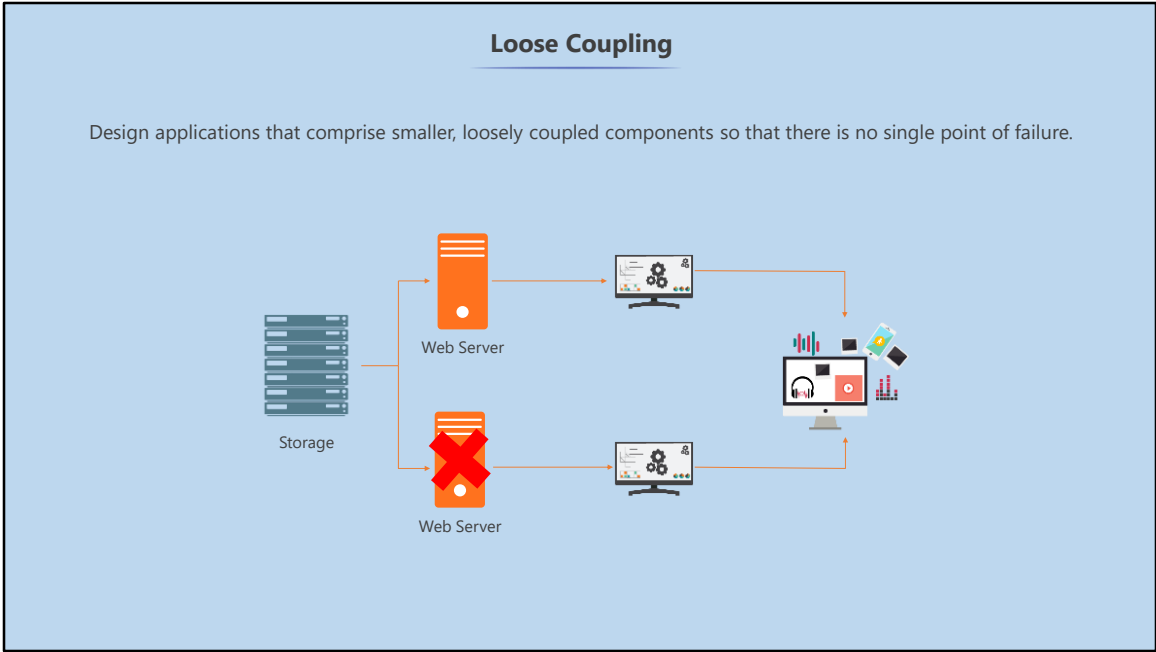 Loose Coupling
Design applications that comprise smaller, loosely coupled components so that there is no single point of failure.
Web Server
Storage
Web Server